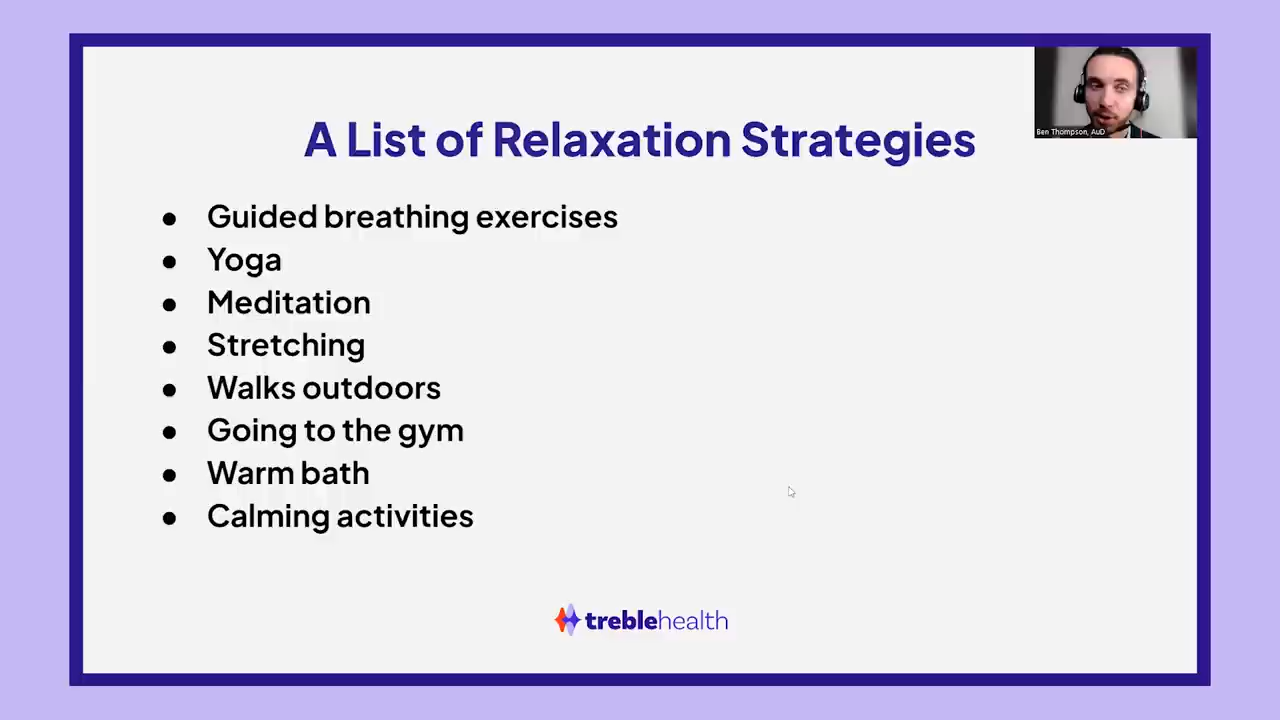 Ben Thompson, AuD
A List of Relaxation Strategies
● Guided breathing exercises
● Yoga
● Meditation
● Stretching
● Walks outdoors
● Going to the gym
● Warm bath
● Calming activities
treblehealth